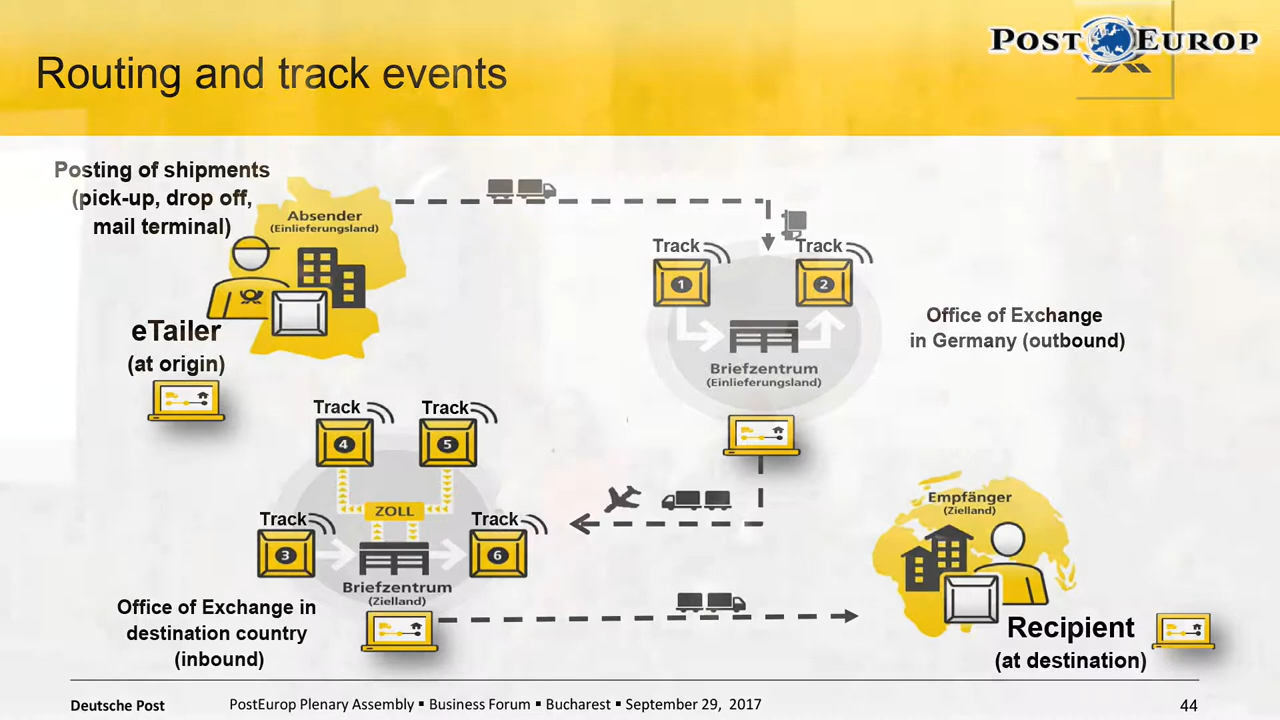 POST EUROP
Routing and track events
Posting of shipments
(pick-up, drop off,
mail terminal)
Absender
(Einlieferungsland)
eTailer
(at origin)
Track
Track
1
2
Briefzentrum
(Einlieferungsland)
Office of Exchange
in Germany (outbound)
Track
Track
4
5
ZOLL
Track
Track
3
6
Briefzentrum
(Zielland)
Office of Exchange in
destination country
(inbound)
Empfänger
(Zielland)
Recipient
(at destination)
Deutsche Post
PostEurop Plenary Assembly ▪ Business Forum ▪ Bucharest ▪ September 29, 2017
44